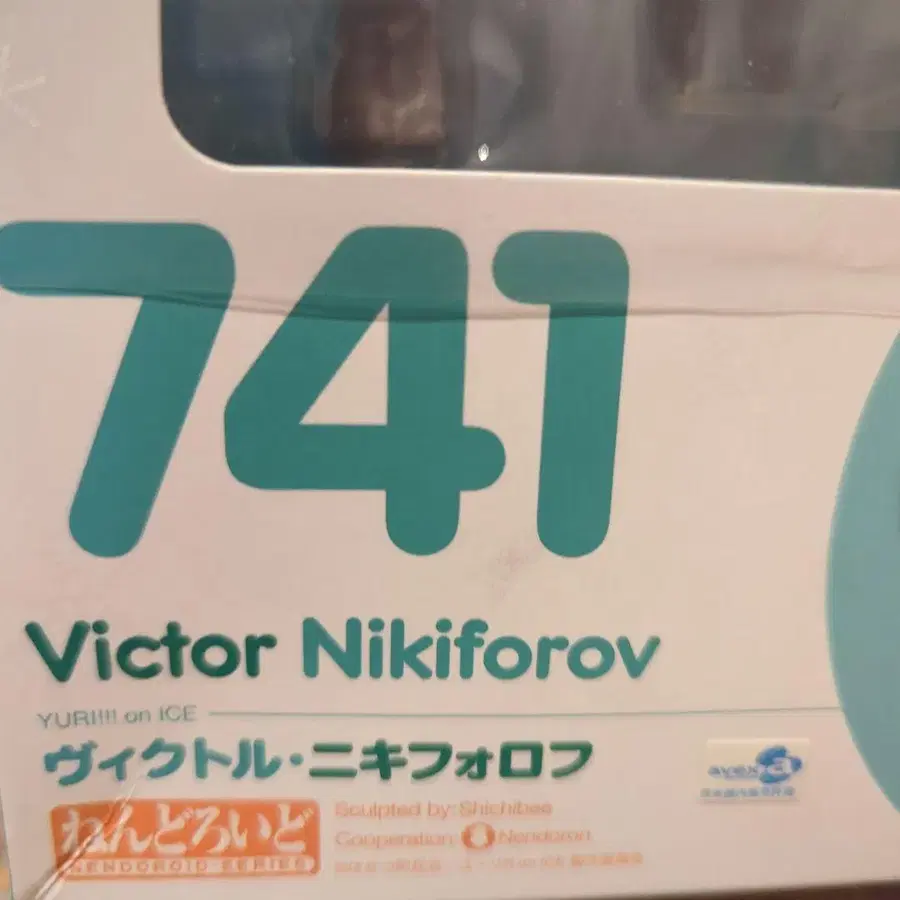 741
Victor Nikiforov
YURI!!! on ICE
ヴィクトル・ニキフォロフ
ねんどろいど
NENDOROID SERIES
Sculpted by: Shichibee
Cooperation: Nendoron
avex